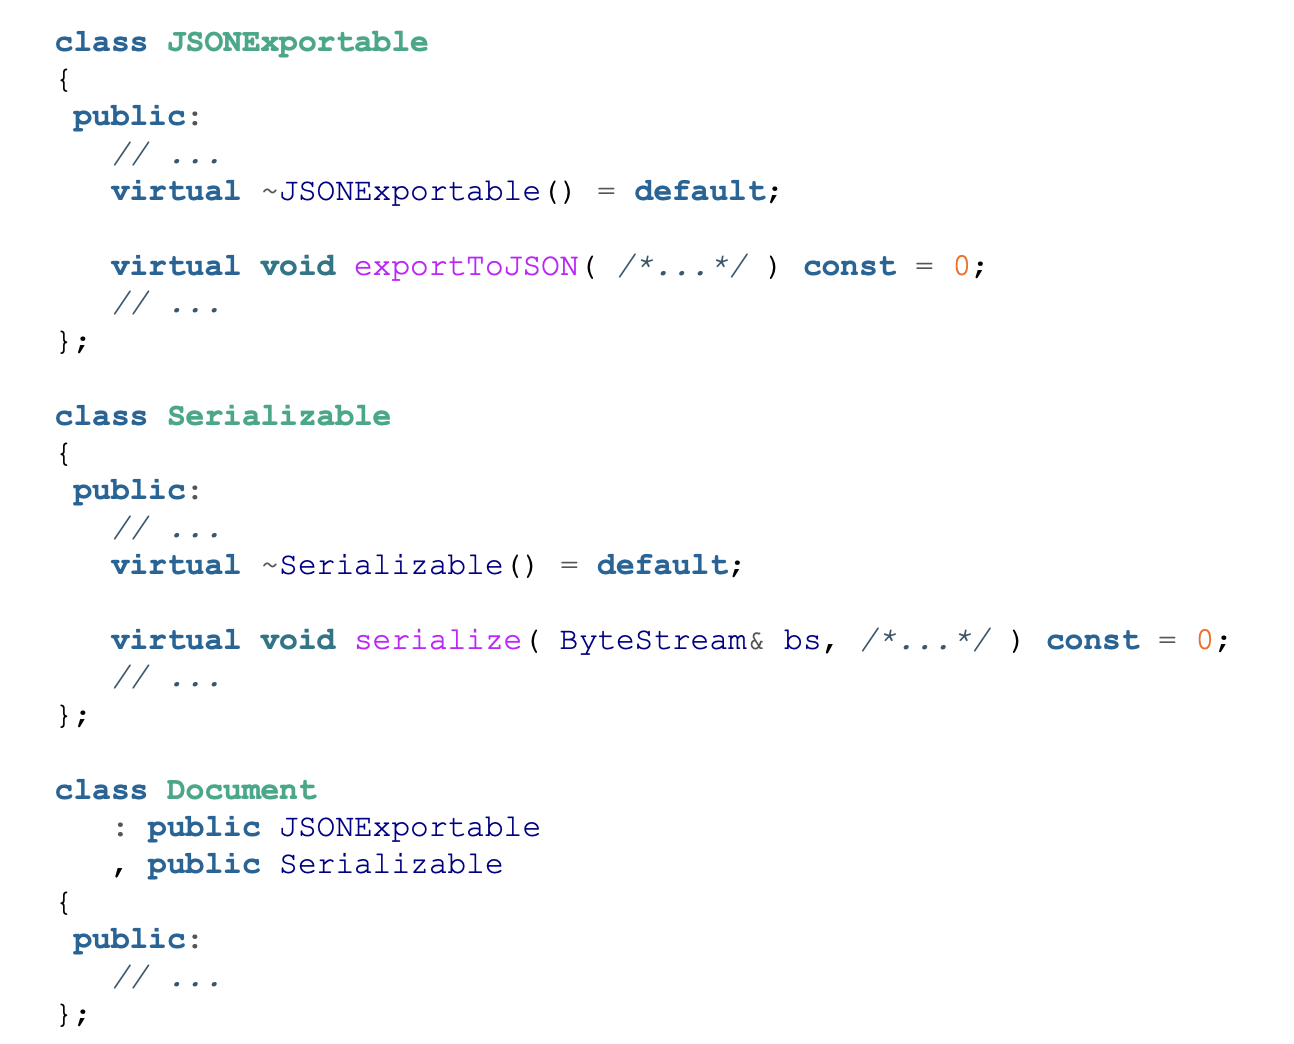 class JSONExportable
{
 public:
   // ...
   virtual ~JSONExportable() = default;

   virtual void exportToJSON( /*...*/ ) const = 0;
   // ...
};

class Serializable
{
 public:
   // ...
   virtual ~Serializable() = default;

   virtual void serialize( ByteStream& bs, /*...*/ ) const = 0;
   // ...
};

class Document
   : public JSONExportable
   , public Serializable
{
 public:
   // ...
};